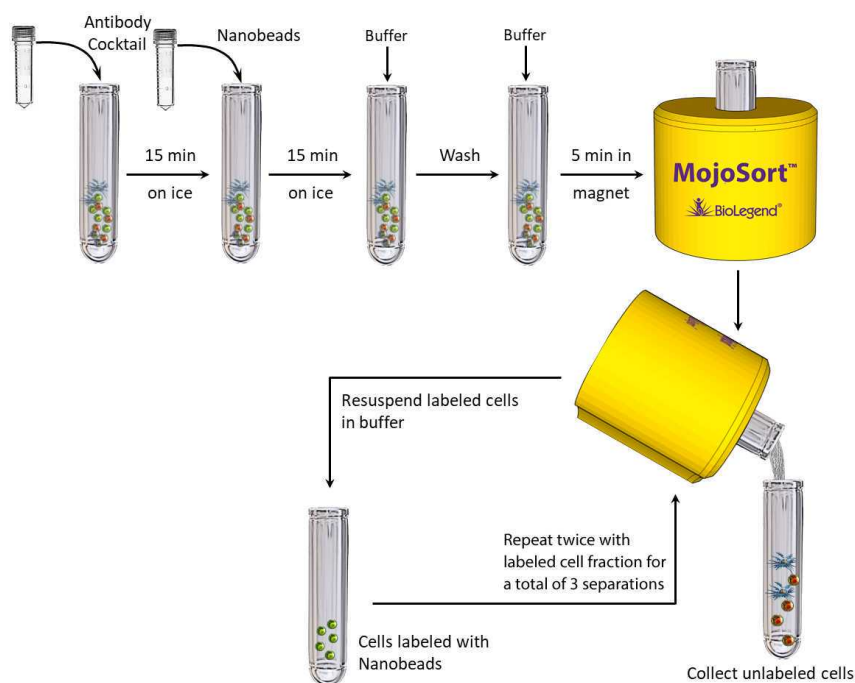 Antibody
Cocktail
Nanobeads
Buffer
Buffer
15 min
on ice
15 min
on ice
Wash
5 min in
magnet
MojoSort™
BioLegend®
Resuspend labeled cells
in buffer
Repeat twice with
labeled cell fraction for
a total of 3 separations
Cells labeled with
Nanobeads
Collect unlabeled cells